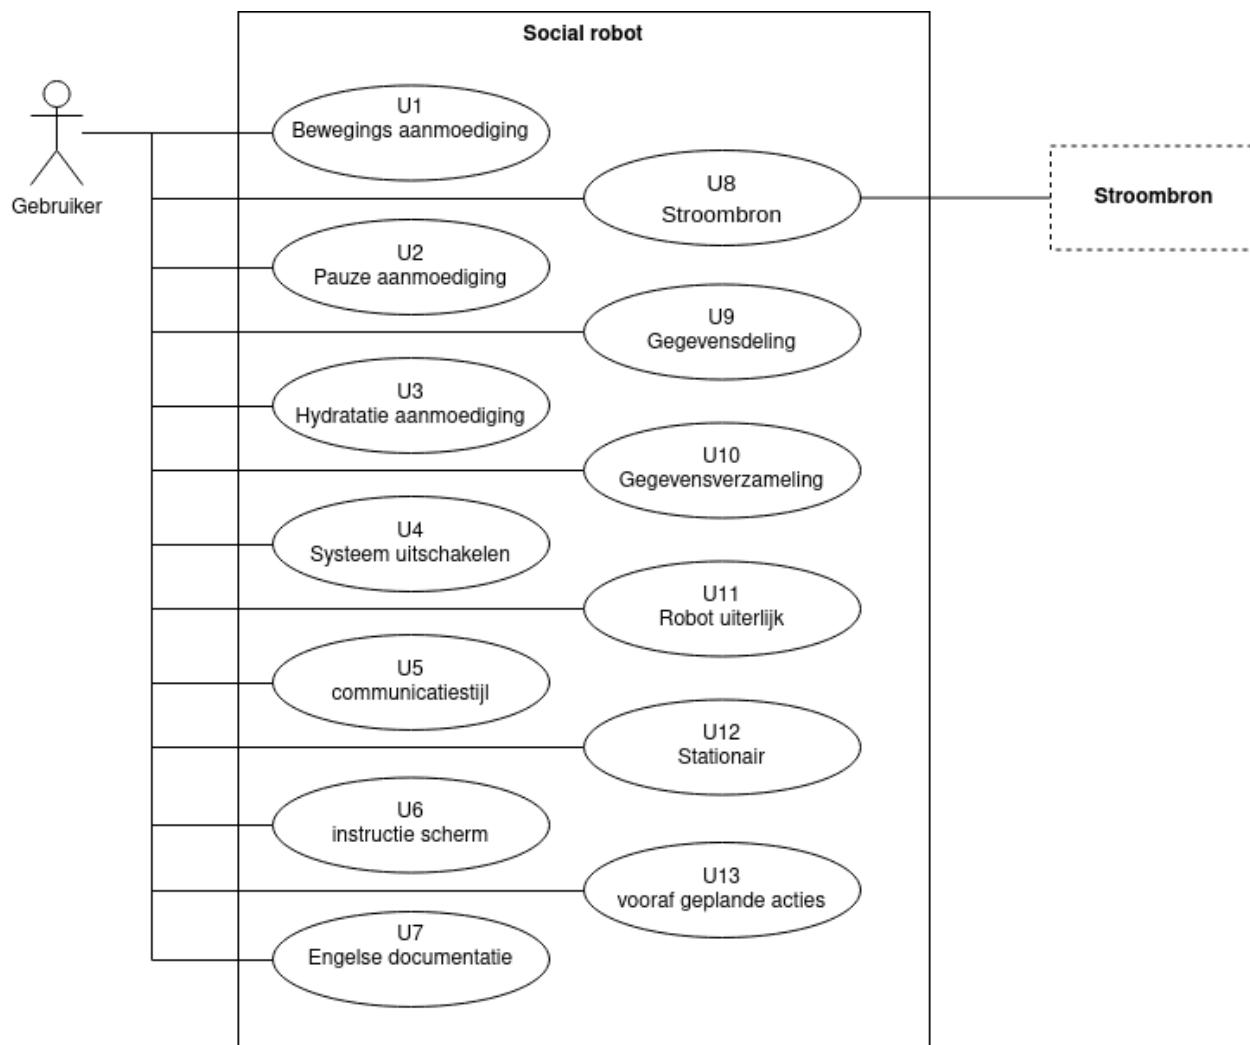 Social robot
Gebruiker
U1
Bewegings aanmoediging
U8
Stroombron
Stroombron
U2
Pauze aanmoediging
U9
Gegevensdeling
U3
Hydratatie aanmoediging
U10
Gegevensverzameling
U4
Systeem uitschakelen
U11
Robot uiterlijk
U5
communicatiestijl
U12
Stationair
U6
instructie scherm
U13
vooraf geplande acties
U7
Engelse documentatie